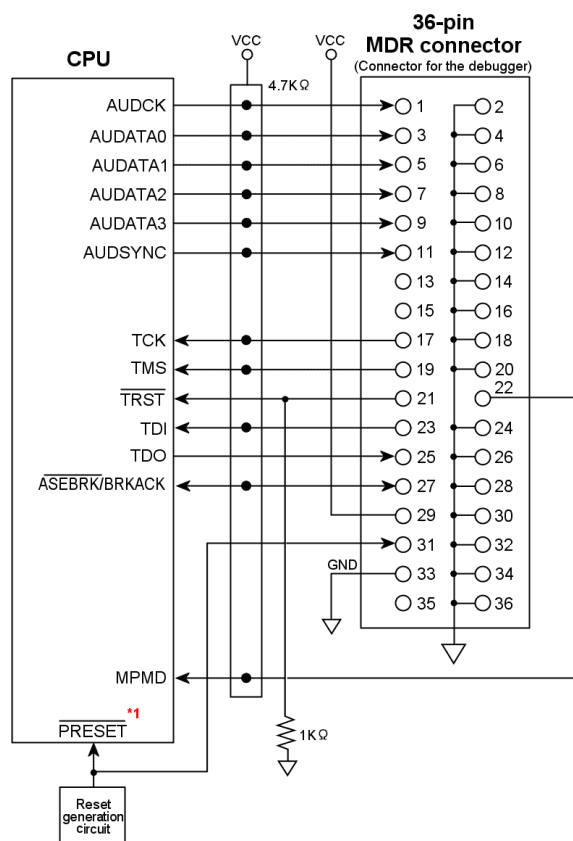 36-pin
MDR connector
(Connector for the debugger)
VCC
VCC
CPU
4.7KΩ
AUDCK
1
2
AUDATA0
3
4
AUDATA1
5
6
AUDATA2
7
8
AUDATA3
9
10
AUDSYNC
11
12
13
14
15
16
TCK
17
18
TMS
19
20
TRST
21
22
TDI
23
24
TDO
25
26
ASEBRK/BRKACK
27
28
29
30
31
32
GND
33
34
35
36
MPMD
PRESET *1
1KΩ
Reset
generation
circuit